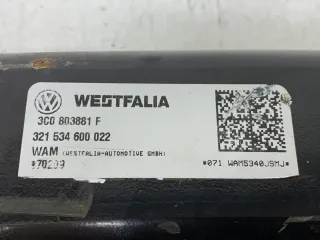 WESTFALIA
3C0 803881 F
321 534 600 022
WAM (WESTFALIA-AUTOMOTIVE GMBH)
*071 WAM5340JSMJ*